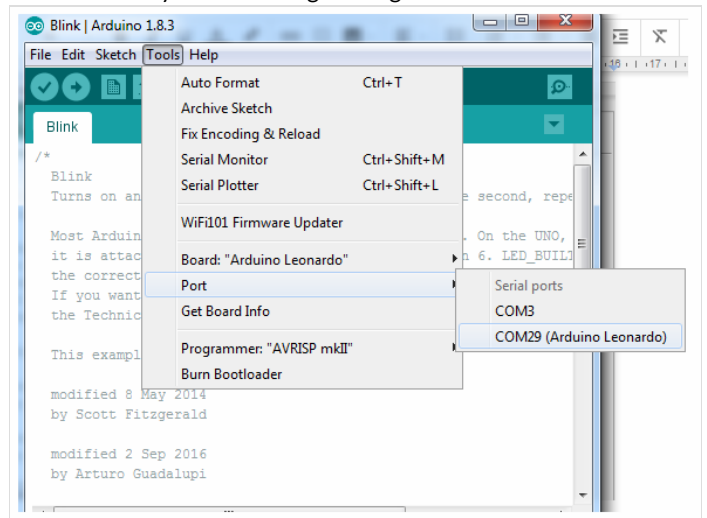 Blink | Arduino 1.8.3
File Edit Sketch Tools Help
16 17
Blink
Auto Format Ctrl+T
Archive Sketch
Fix Encoding & Reload
Serial Monitor Ctrl+Shift+M
Serial Plotter Ctrl+Shift+L
WiFi101 Firmware Updater
Board: "Arduino Leonardo"
Port
Get Board Info
Programmer: "AVRISP mkII"
Burn Bootloader
Serial ports
COM3
COM29 (Arduino Leonardo)
/*
Blink
Turns on an e second, repe
Most Arduin . On the UNO,
it is attac n 6. LED_BUILT
the correct
If you want
the Technic
This exampl
modified 8 May 2014
by Scott Fitzgerald
modified 2 Sep 2016
by Arturo Guadalupi